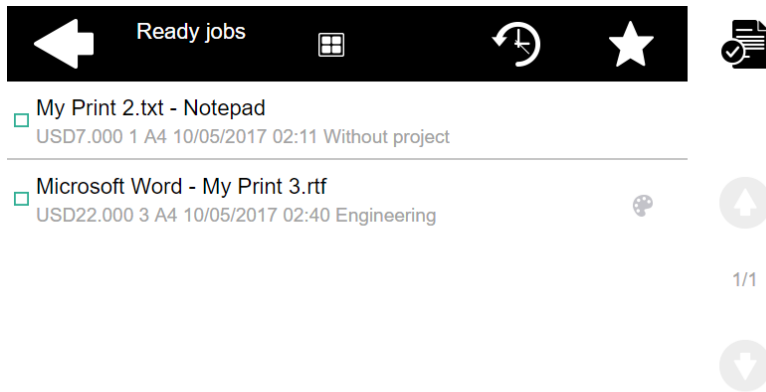 Ready jobs
My Print 2.txt - Notepad
USD7.000 1 A4 10/05/2017 02:11 Without project
Microsoft Word - My Print 3.rtf
USD22.000 3 A4 10/05/2017 02:40 Engineering
1/1